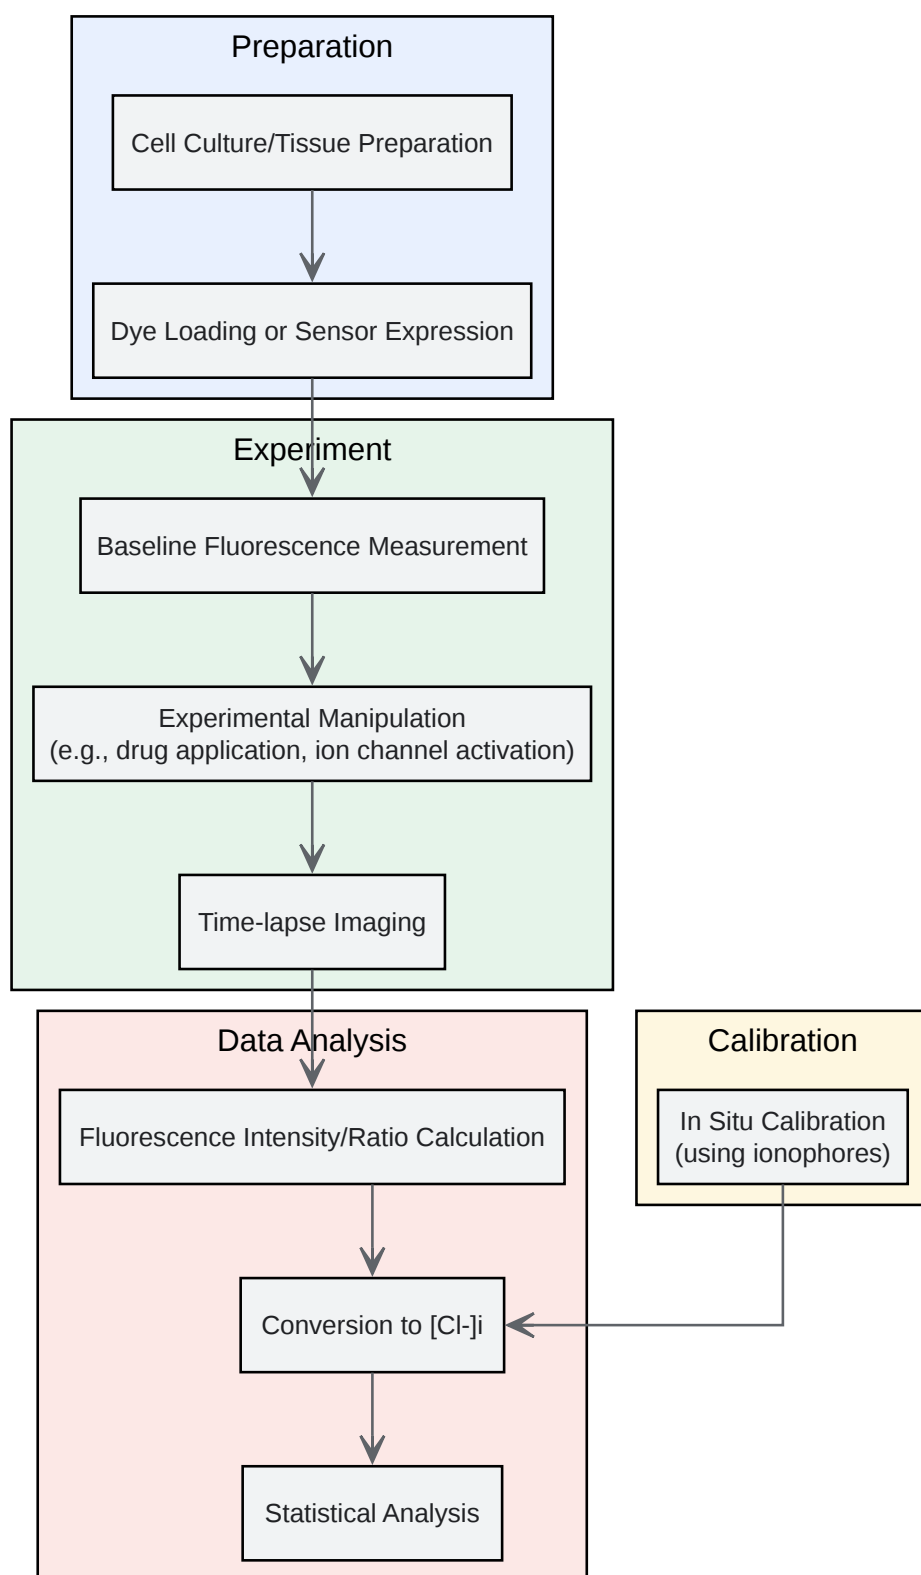 Preparation
Cell Culture/Tissue Preparation
Dye Loading or Sensor Expression
Experiment
Baseline Fluorescence Measurement
Experimental Manipulation
(e.g., drug application, ion channel activation)
Time-lapse Imaging
Data Analysis
Fluorescence Intensity/Ratio Calculation
Calibration
In Situ Calibration
(using ionophores)
Conversion to [Cl-]i
Statistical Analysis